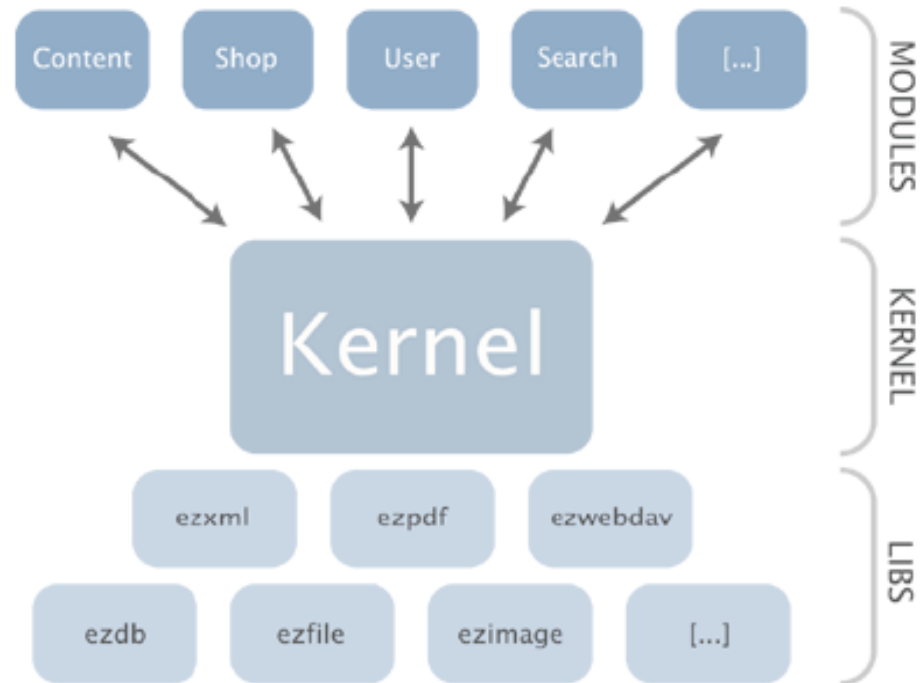 Content Shop User Search [...]
MODULES
Kernel
KERNEL
ezxml ezpdf ezwebdav
LIBS
ezdb ezfile ezimage [...]